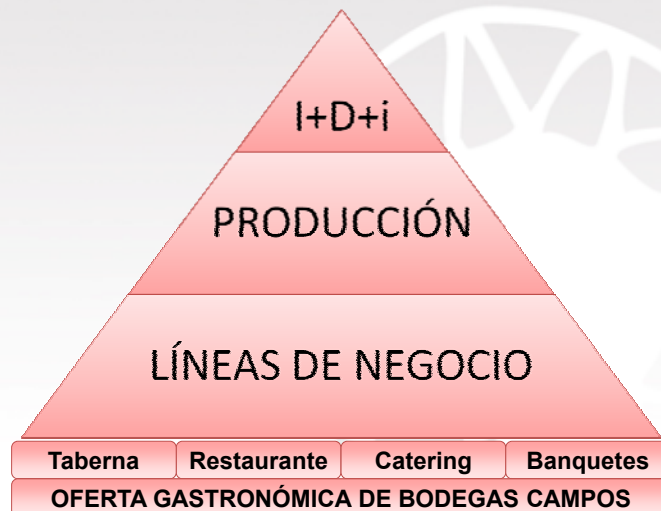 I+D+i
PRODUCCIÓN
LÍNEAS DE NEGOCIO
Taberna Restaurante Catering Banquetes
OFERTA GASTRONÓMICA DE BODEGAS CAMPOS